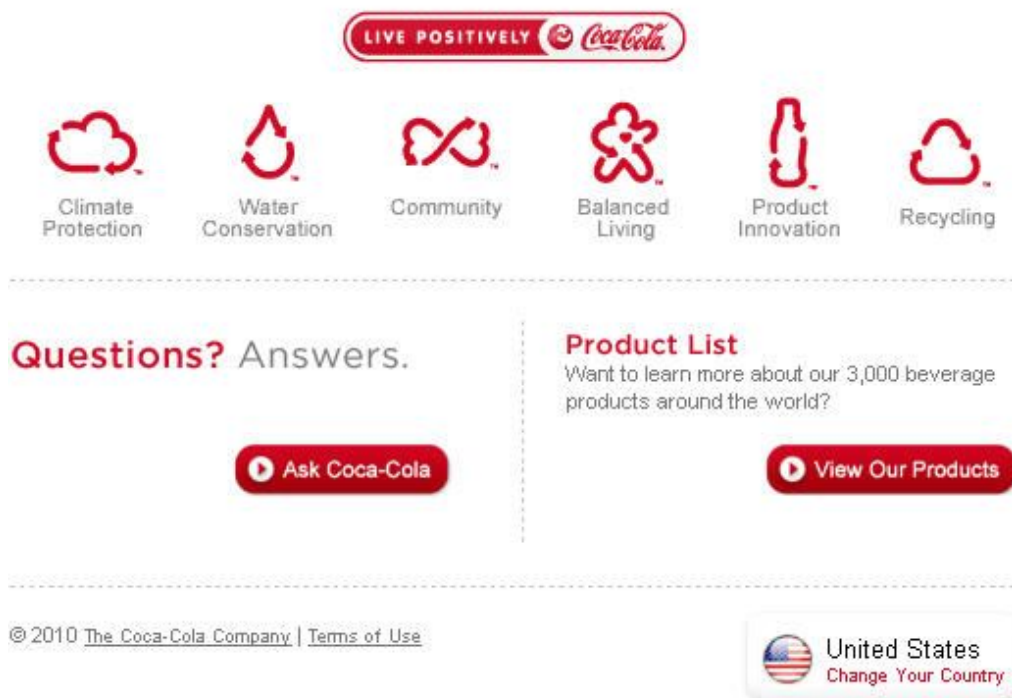 LIVE POSITIVELY Coca-Cola
Climate
Protection
Water
Conservation
Community
Balanced
Living
Product
Innovation
Recycling
Questions? Answers.
Ask Coca-Cola
Product List
Want to learn more about our 3,000 beverage
products around the world?
View Our Products
© 2010 The Coca-Cola Company | Terms of Use
United States
Change Your Country